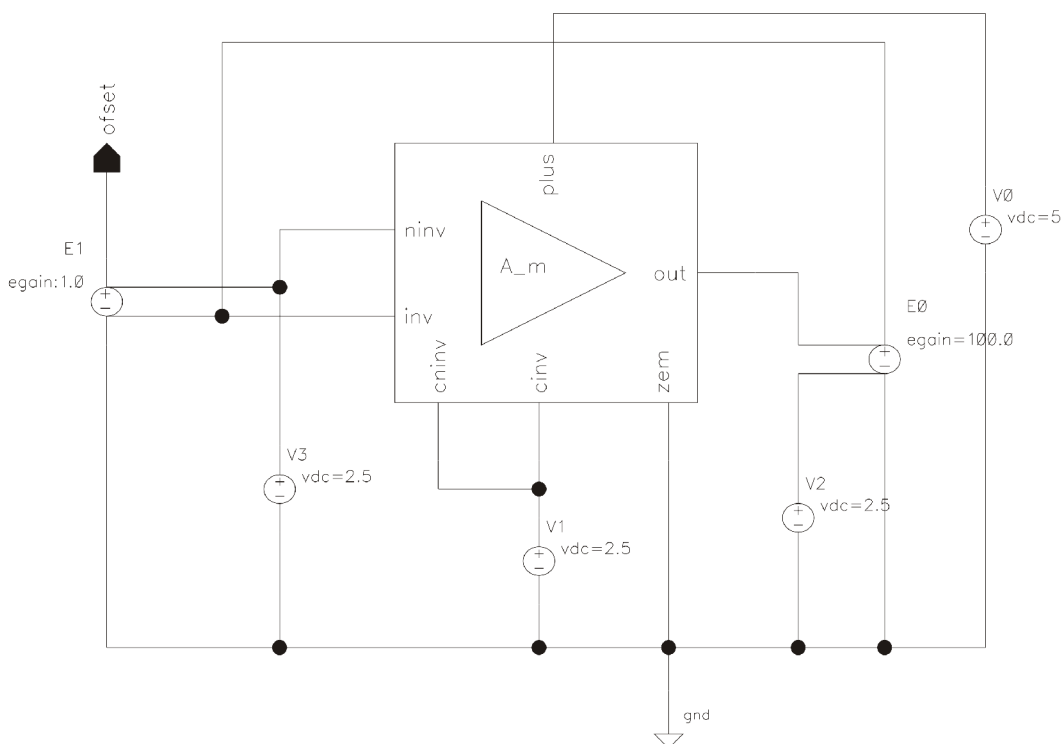 ofset
plus
V0
vdc=5
ninv
E1
A_m
out
egain:1.0
inv
E0
egain=100.0
cninv
cinv
zem
V3
vdc=2.5
V2
vdc=2.5
V1
vdc=2.5
gnd